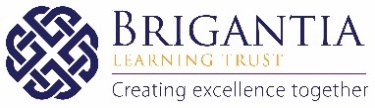 BRIGANTIA
LEARNING TRUST
Creating excellence together